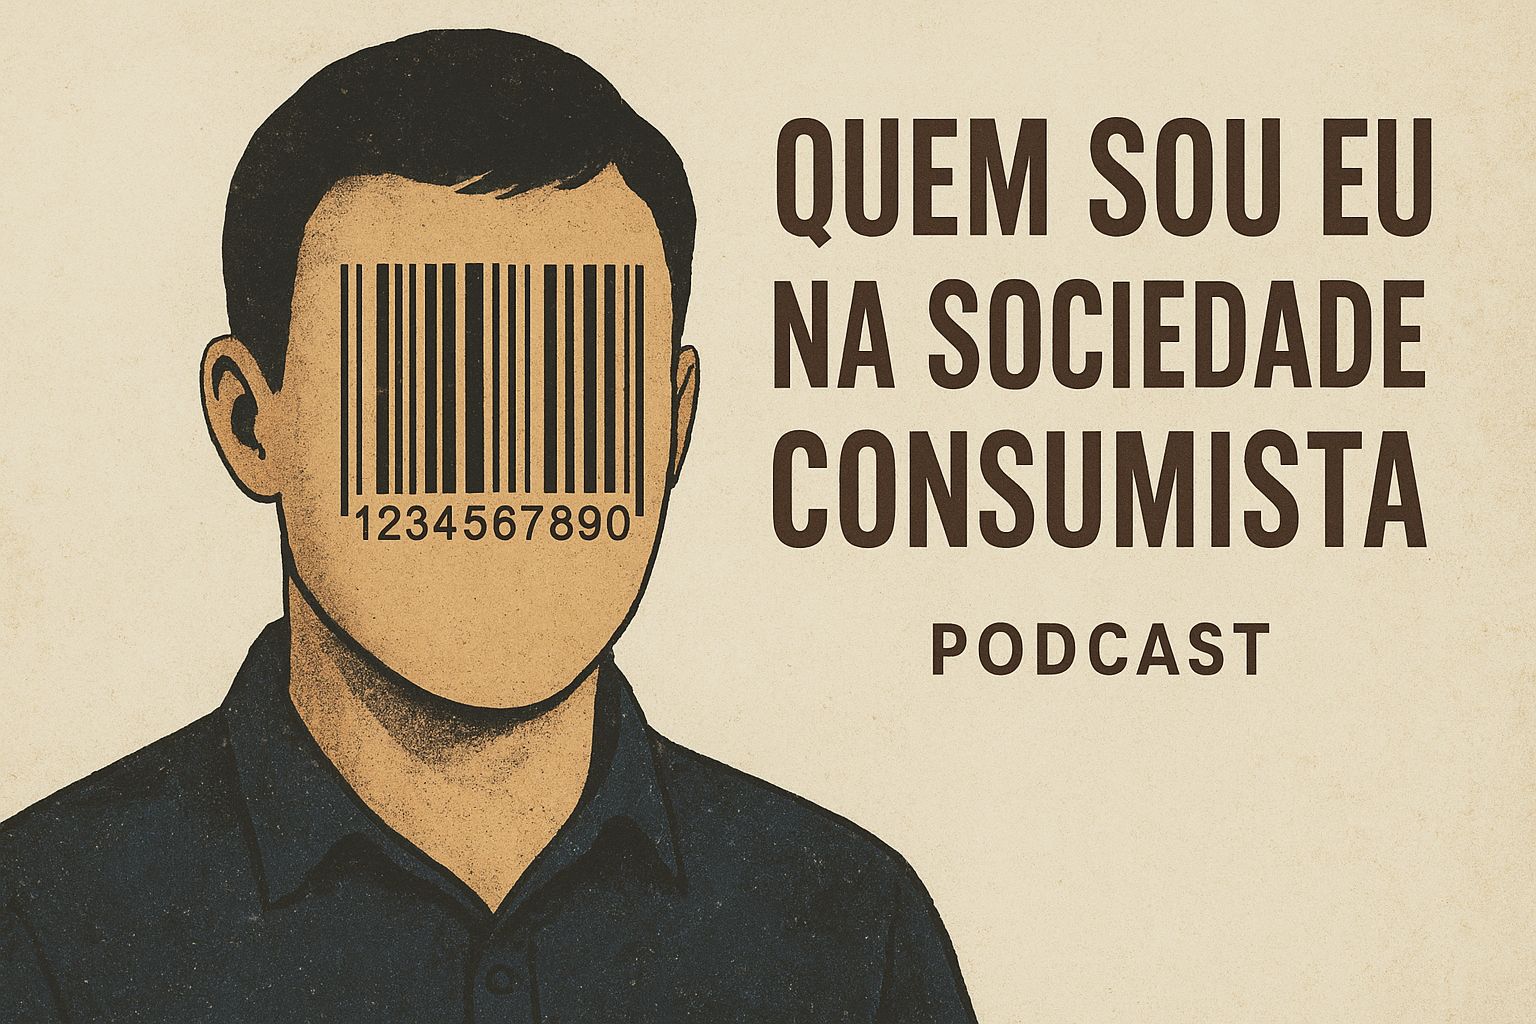 1234567890
QUEM SOU EU
NA SOCIEDADE
CONSUMISTA
PODCAST